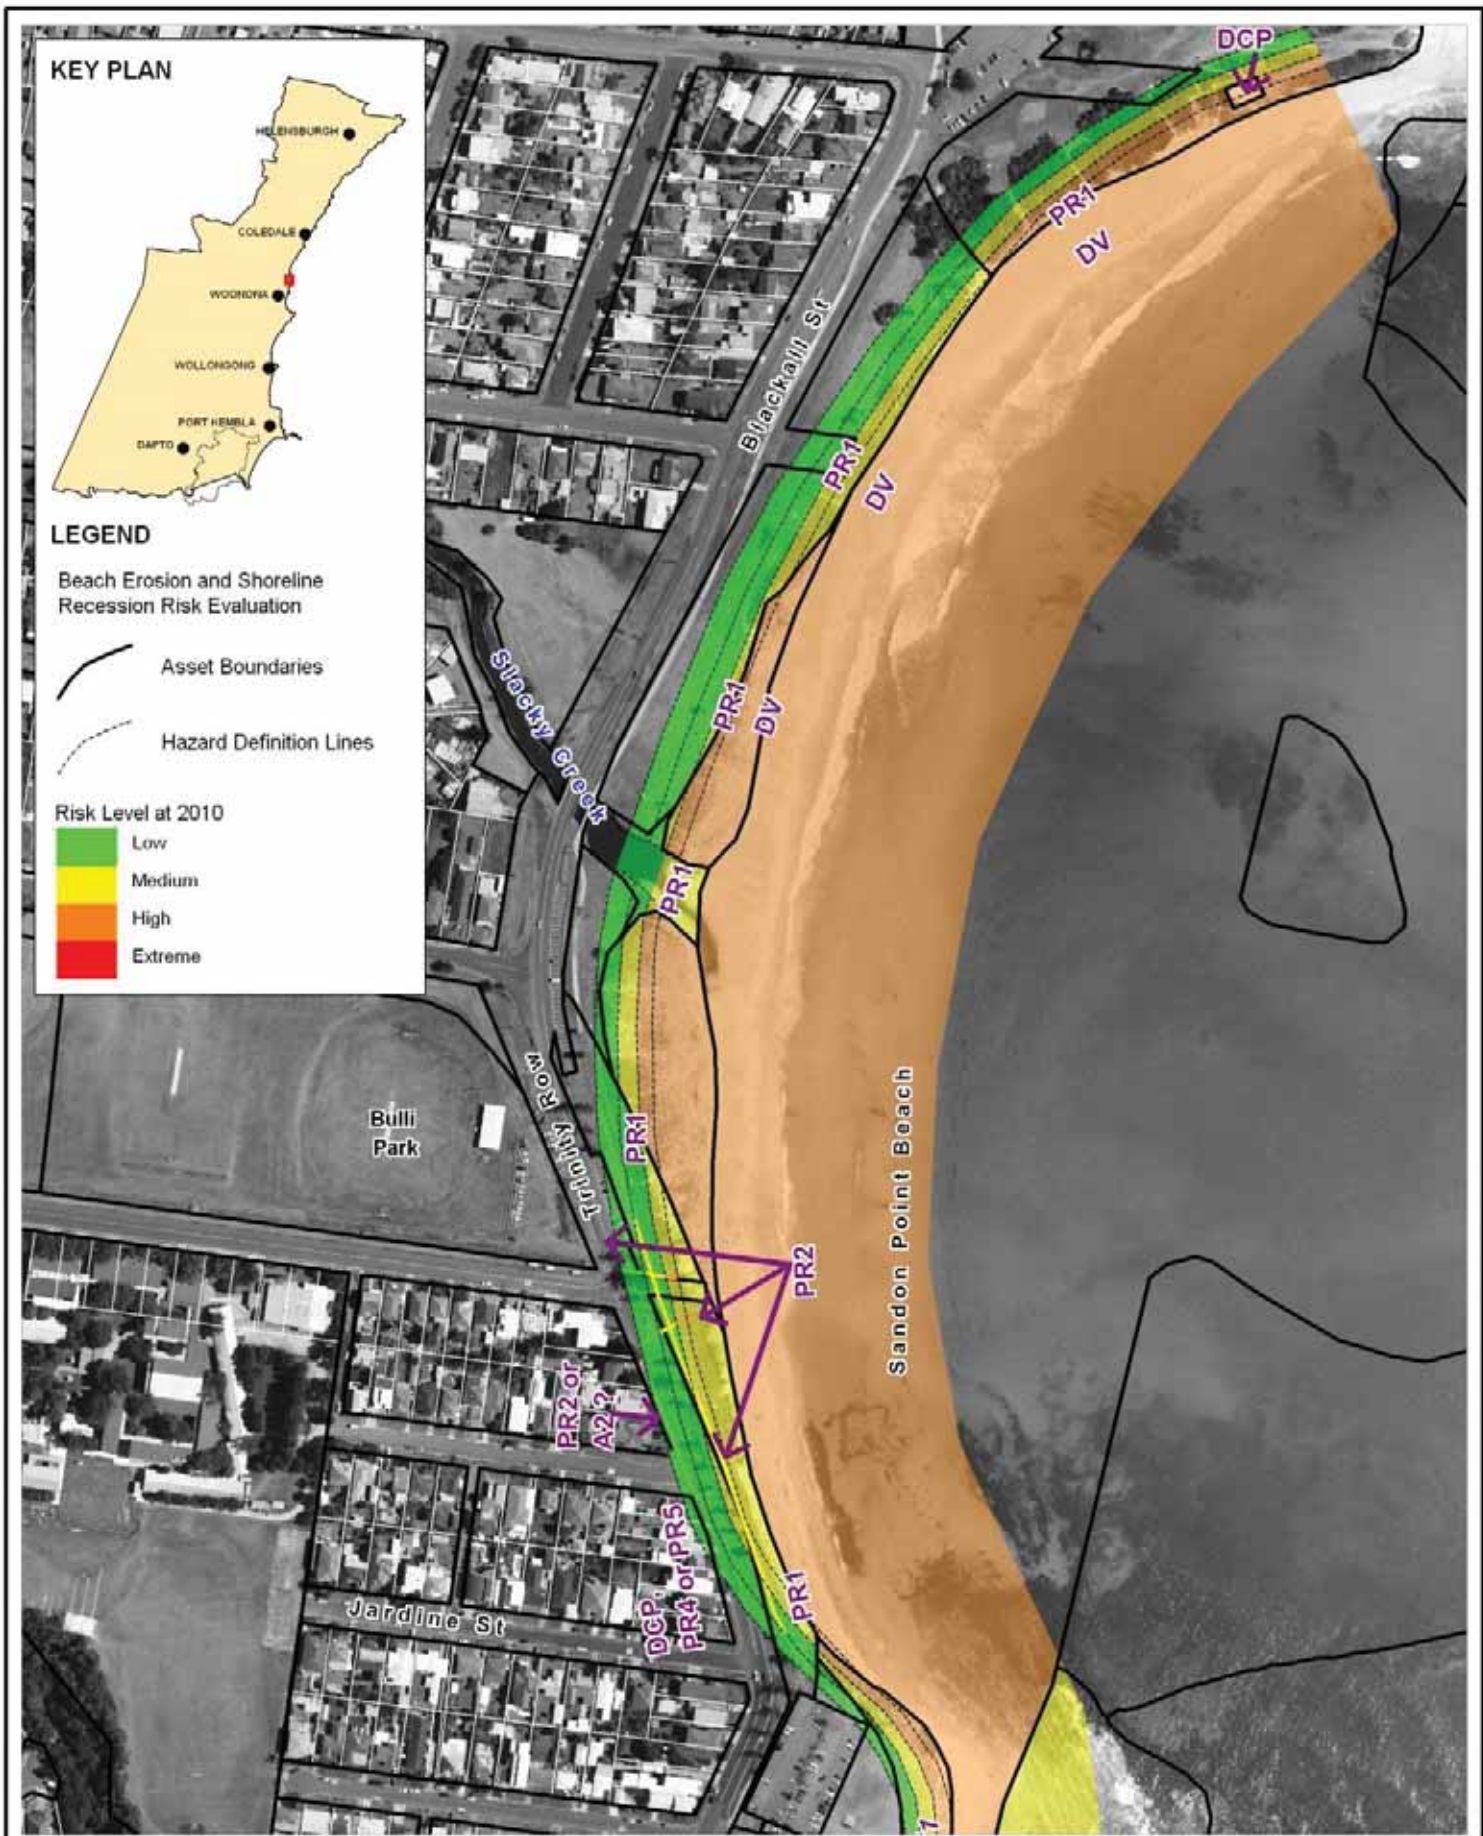 KEY PLAN
HELENSBURGH
COLEDALE
WOONONA
WOLLONGONG
PORT KEMBLA
DAPTO
LEGEND
Beach Erosion and Shoreline
Recession Risk Evaluation
Asset Boundaries
Hazard Definition Lines
Risk Level at 2010
Low
Medium
High
Extreme
DCP
PR1
DV
Blackall St
PR1
DV
PR1
DV
Slacky Creek
PR1
Bulli
Park
Trinity Row
PR1
PR2
Sandon Point Beach
PR2 or
A2?
DCP,
PR4 or PR5
PR1
Jardine St